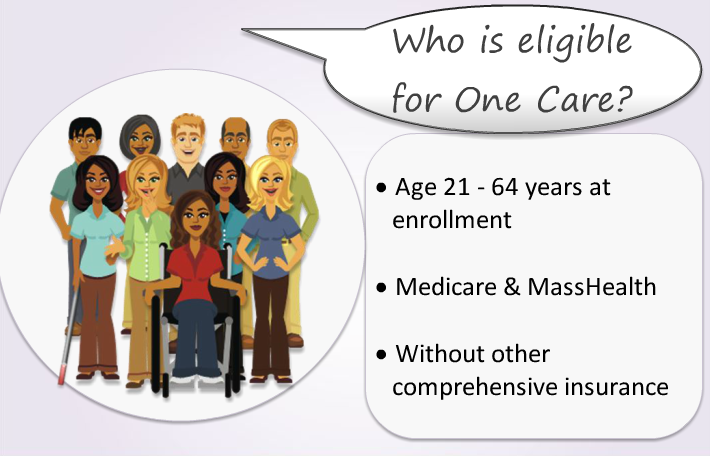 Who is eligible
for One Care?
• Age 21 - 64 years at
enrollment
• Medicare & MassHealth
• Without other
comprehensive insurance